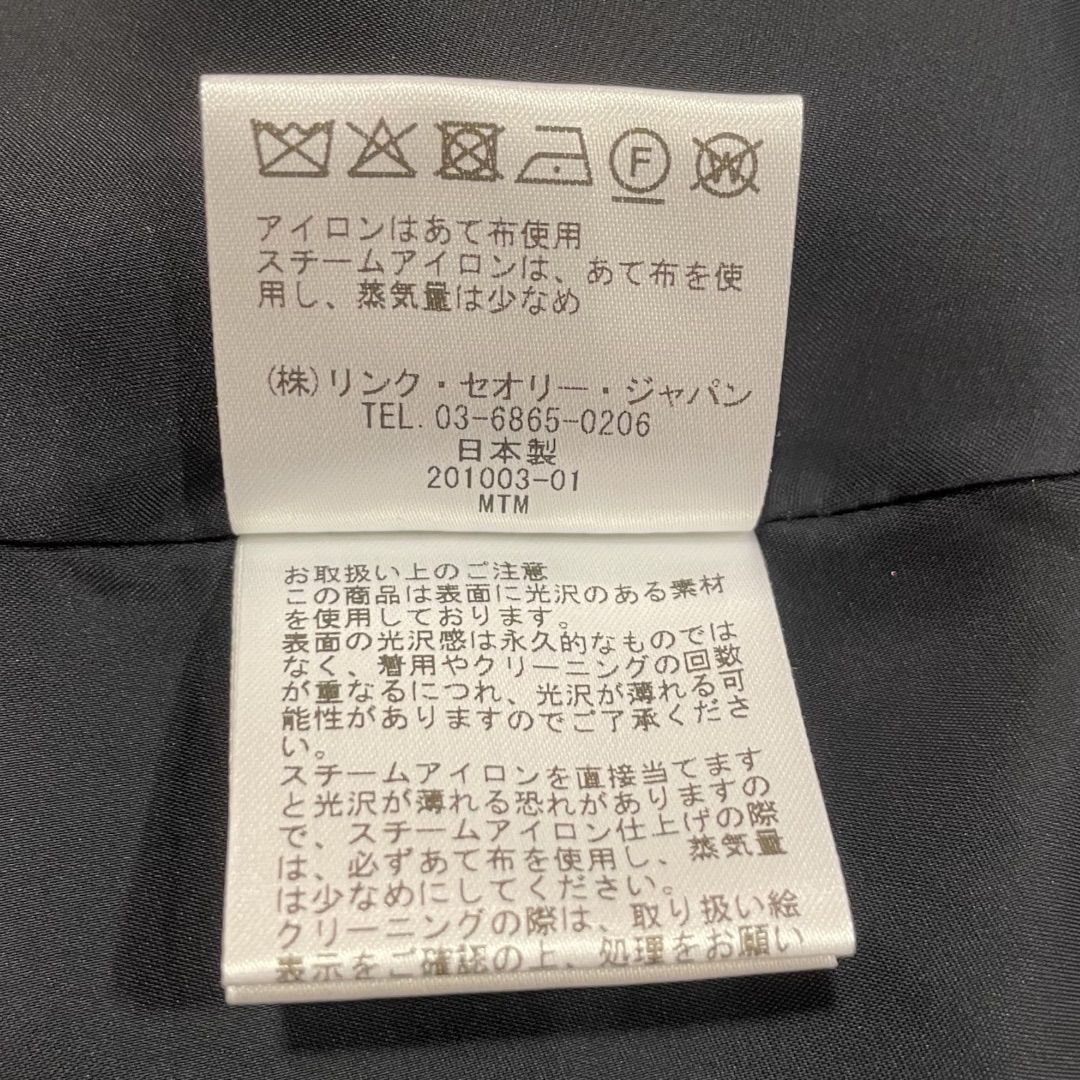 F
W
アイロンはあて布使用
スチームアイロンは、あて布を使
用し、蒸気量は少なめ
(株)リンク・セオリー・ジャパン
TEL. 03-6865-0206
日本製
201003-01
MTM
お取扱い上のご注意
この商品は表面に光沢のある素材
を使用しております。
表面の光沢感は永久的なものでは
なく、着用やクリーニングの回数
が重なるにつれ、光沢が薄れる可
能性がありますのでご了承くださ
い。
スチームアイロンを直接当てます
と光沢が薄れる恐れがありますの
で、スチームアイロン仕上げの際
は、必ずあて布を使用し、蒸気量
は少なめにしてください。
クリーニングの際は、取り扱い絵
表示をご確認の上、処理をお願い